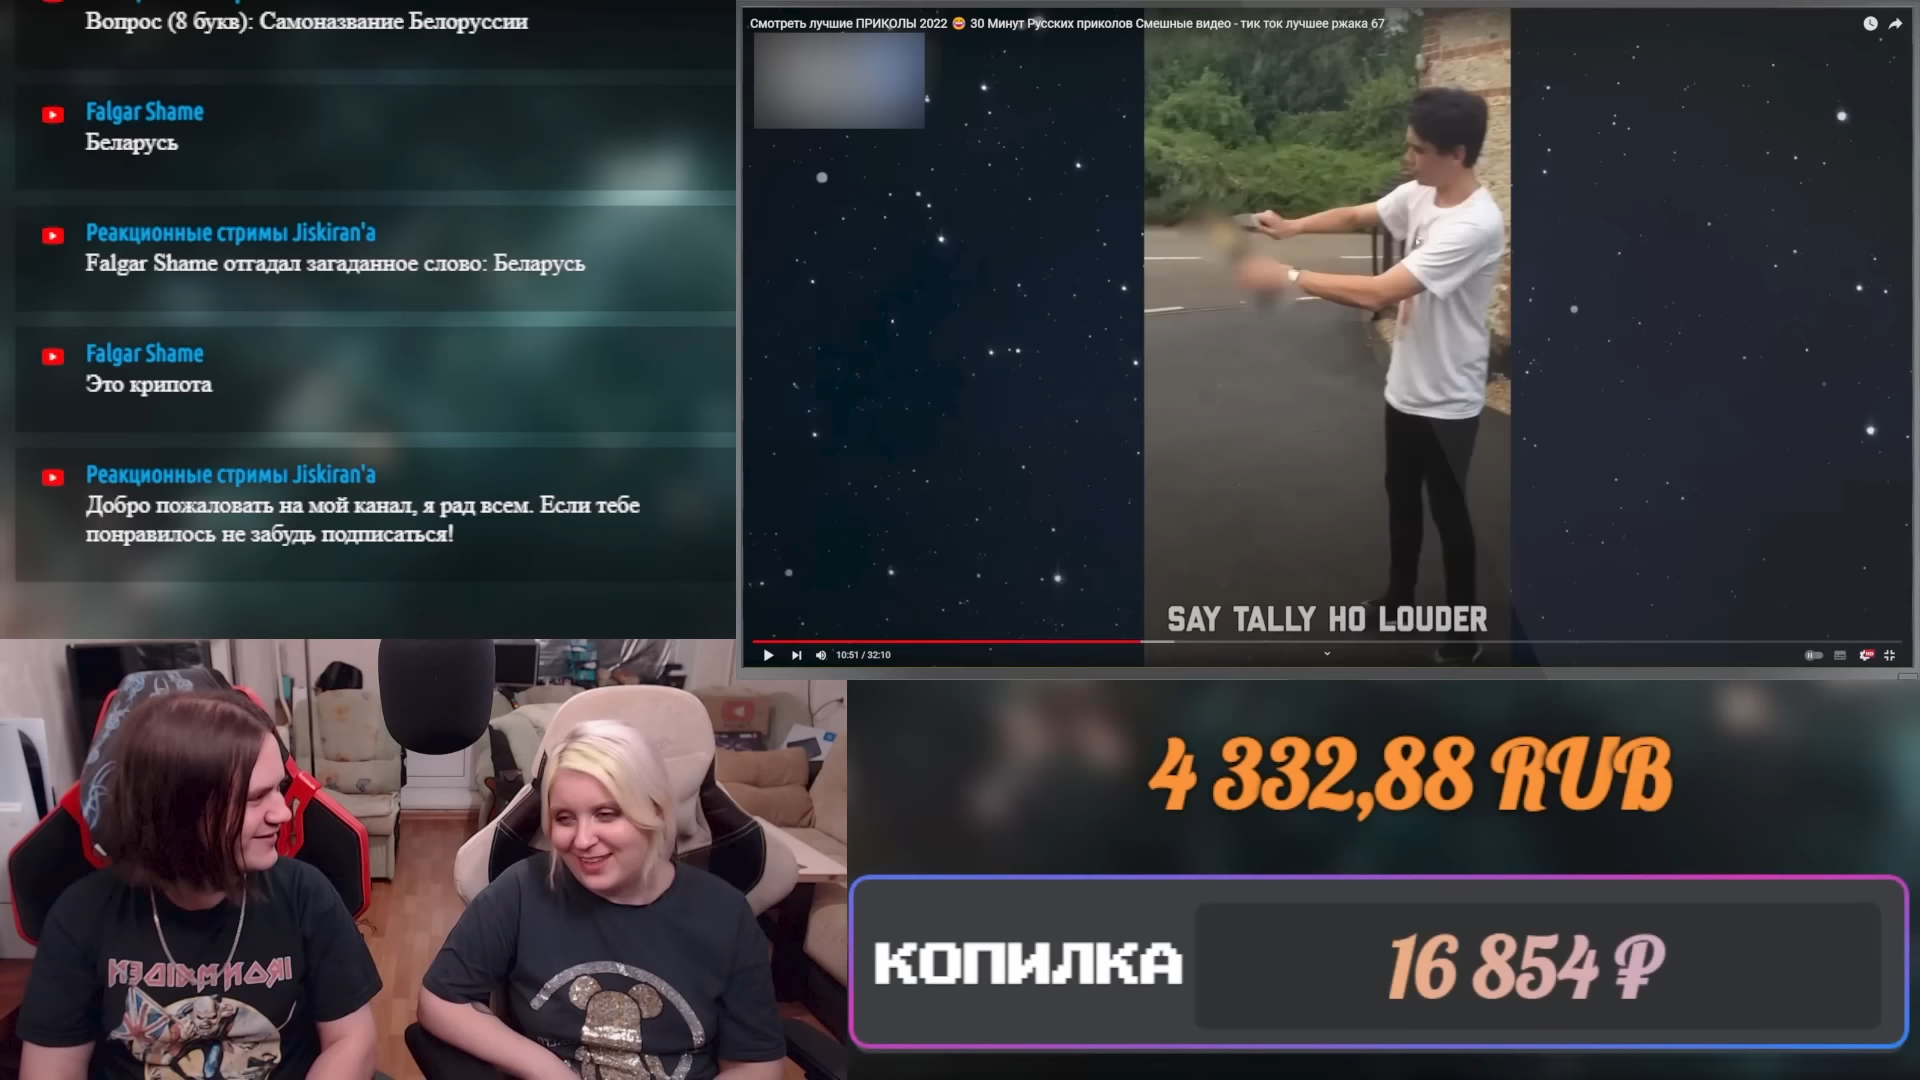 Вопрос (8 букв): Самоназвание Белоруссии
Falgar Shame
Беларусь
Реакционные стримы Jiskiran'а
Falgar Shame отгадал загаданное слово: Беларусь
Falgar Shame
Это крипота
Реакционные стримы Jiskiran'а
Добро пожаловать на мой канал, я рад всем. Если тебе
понравилось не забудь подписаться!
Смотреть лучшие ПРИКОЛЫ 2022 😂 30 Минут Русских приколов Смешные видео - тик ток лучшее ржака 67
SAY TALLY HO LOUDER
10:51 / 32:10
4 332,88 RUB
КОПИЛКА
16 854 ₽
IRON MAIDEN